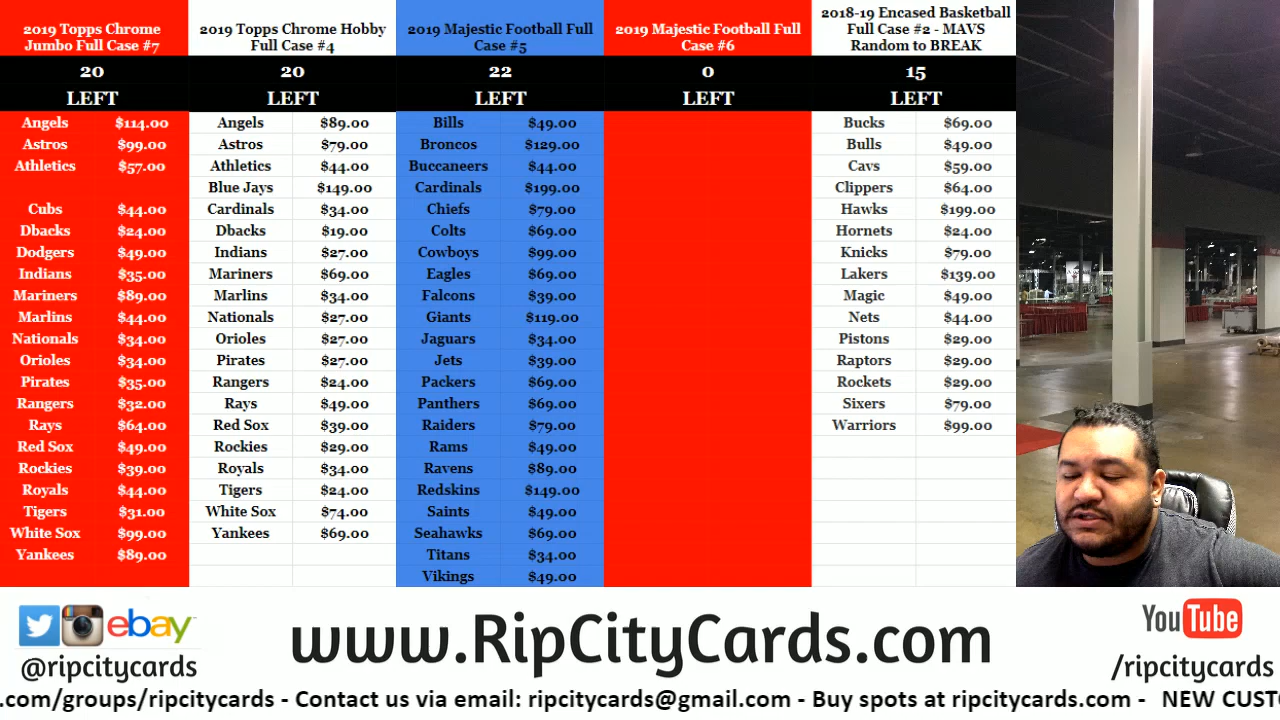 2019 Topps Chrome
Jumbo Full Case #7
20
LEFT
Angels $114.00
Astros $99.00
Athletics $57.00
Cubs $44.00
Dbacks $24.00
Dodgers $49.00
Indians $35.00
Mariners $89.00
Marlins $44.00
Nationals $34.00
Orioles $34.00
Pirates $35.00
Rangers $32.00
Rays $64.00
Red Sox $49.00
Rockies $39.00
Royals $44.00
Tigers $31.00
White Sox $99.00
Yankees $89.00
2019 Topps Chrome Hobby
Full Case #4
20
LEFT
Angels $89.00
Astros $79.00
Athletics $44.00
Blue Jays $149.00
Cardinals $34.00
Dbacks $19.00
Indians $27.00
Mariners $69.00
Marlins $34.00
Nationals $27.00
Orioles $27.00
Pirates $27.00
Rangers $24.00
Rays $49.00
Red Sox $39.00
Rockies $29.00
Royals $34.00
Tigers $24.00
White Sox $74.00
Yankees $69.00
2019 Majestic Football Full
Case #5
22
LEFT
Bills $49.00
Broncos $129.00
Buccaneers $44.00
Cardinals $199.00
Chiefs $79.00
Colts $69.00
Cowboys $99.00
Eagles $69.00
Falcons $39.00
Giants $119.00
Jaguars $34.00
Jets $39.00
Packers $69.00
Panthers $69.00
Raiders $79.00
Rams $49.00
Ravens $89.00
Redskins $149.00
Saints $49.00
Seahawks $69.00
Titans $34.00
Vikings $49.00
2019 Majestic Football Full
Case #6
0
LEFT
2018-19 Encased Basketball
Full Case #2 - MAVS
Random to BREAK
15
LEFT
Bucks $69.00
Bulls $49.00
Cavs $59.00
Clippers $64.00
Hawks $199.00
Hornets $24.00
Knicks $79.00
Lakers $139.00
Magic $49.00
Nets $44.00
Pistons $29.00
Raptors $29.00
Rockets $29.00
Sixers $79.00
Warriors $99.00
ebay
@ripcitycards
www.RipCityCards.com
YouTube
/ripcitycards
.com/groups/ripcitycards - Contact us via email: ripcitycards@gmail.com - Buy spots at ripcitycards.com - NEW CUST